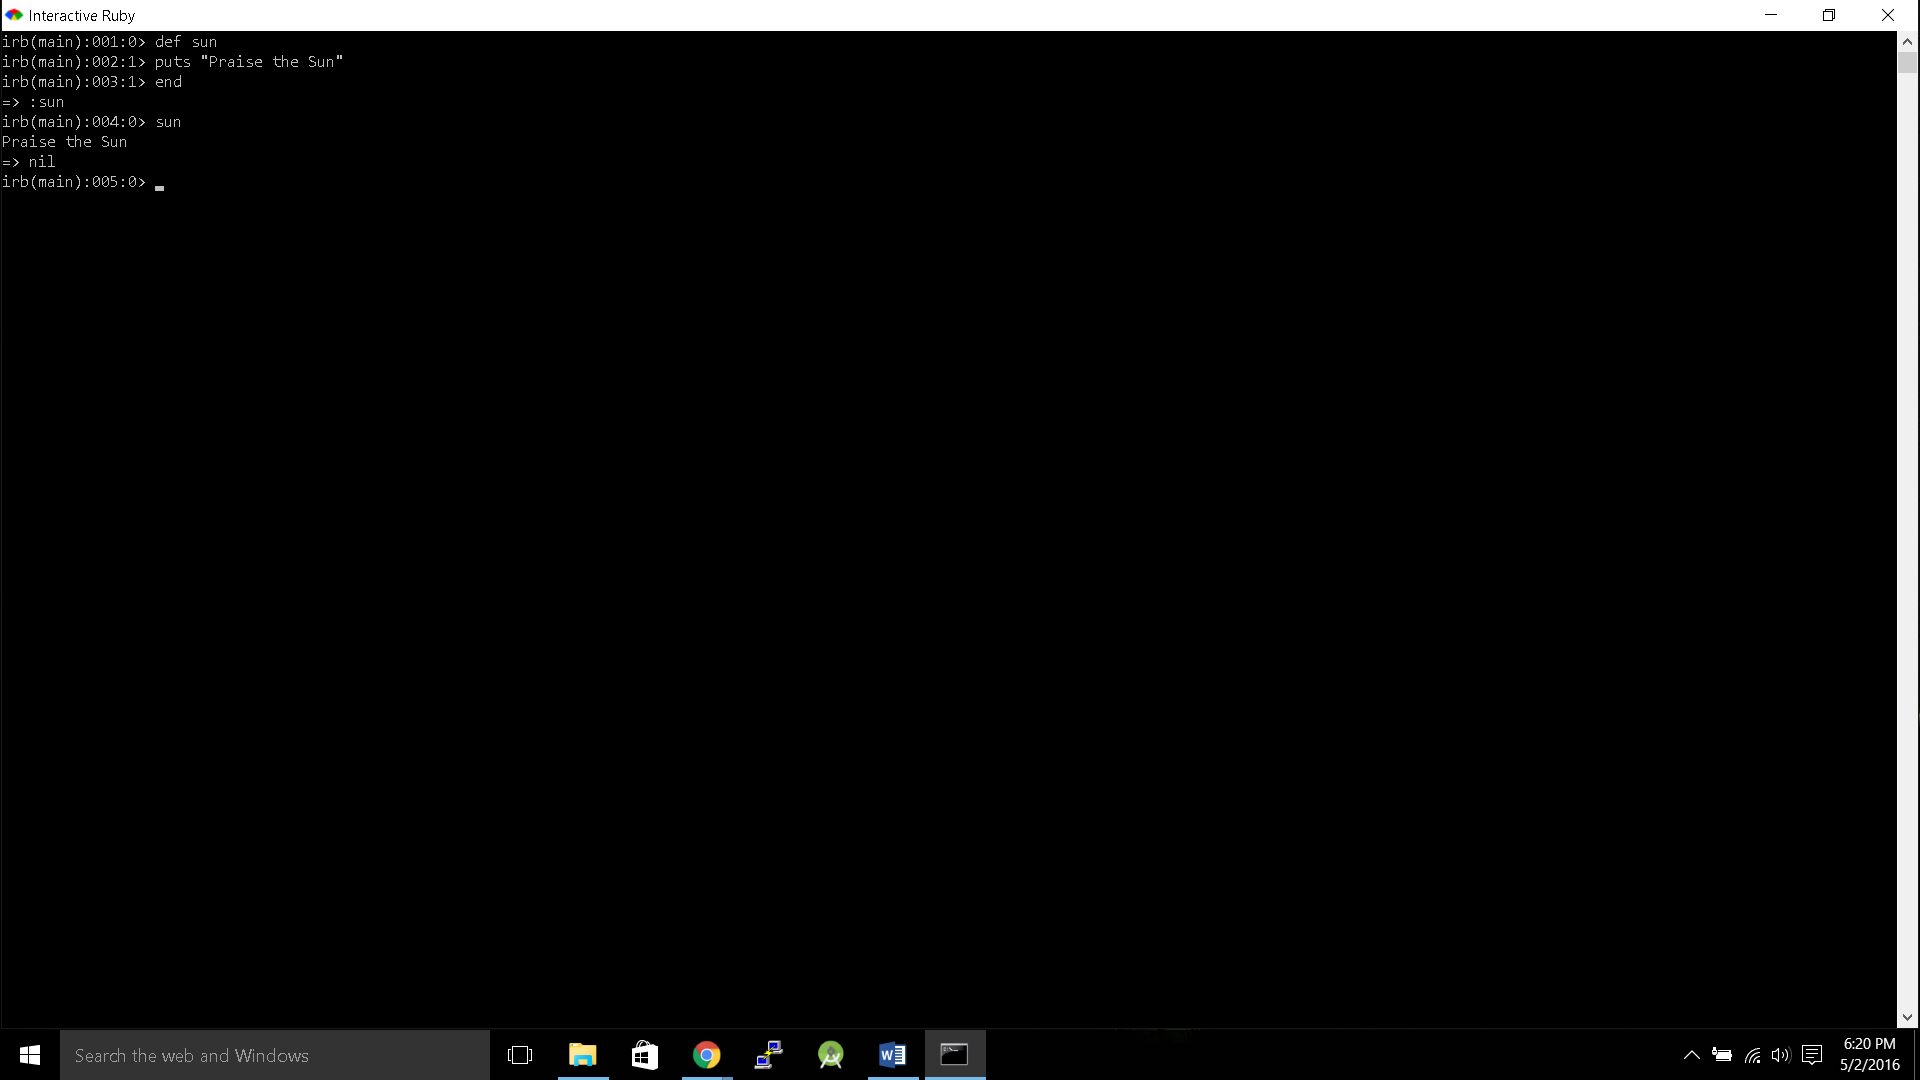 Interactive Ruby
irb(main):001:0> def sun
irb(main):002:1> puts "Praise the Sun"
irb(main):003:1> end
=> :sun
irb(main):004:0> sun
Praise the Sun
=> nil
irb(main):005:0>
Search the web and Windows
6:20 PM
5/2/2016